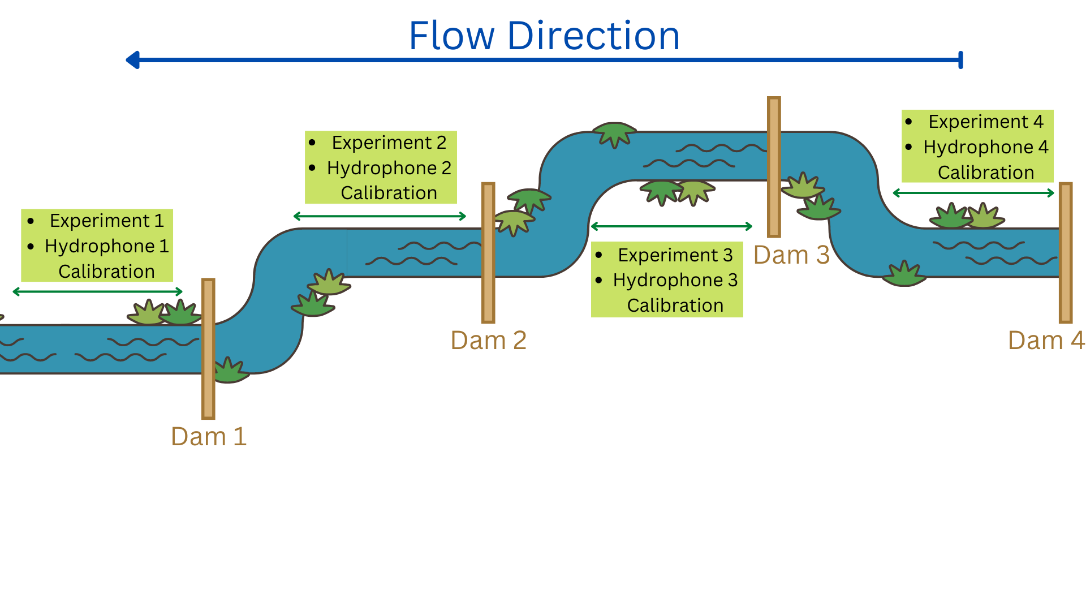 Flow Direction
• Experiment 1
• Hydrophone 1
Calibration
Dam 1
• Experiment 2
• Hydrophone 2
Calibration
Dam 2
• Experiment 3
• Hydrophone 3
Calibration
Dam 3
• Experiment 4
• Hydrophone 4
Calibration
Dam 4